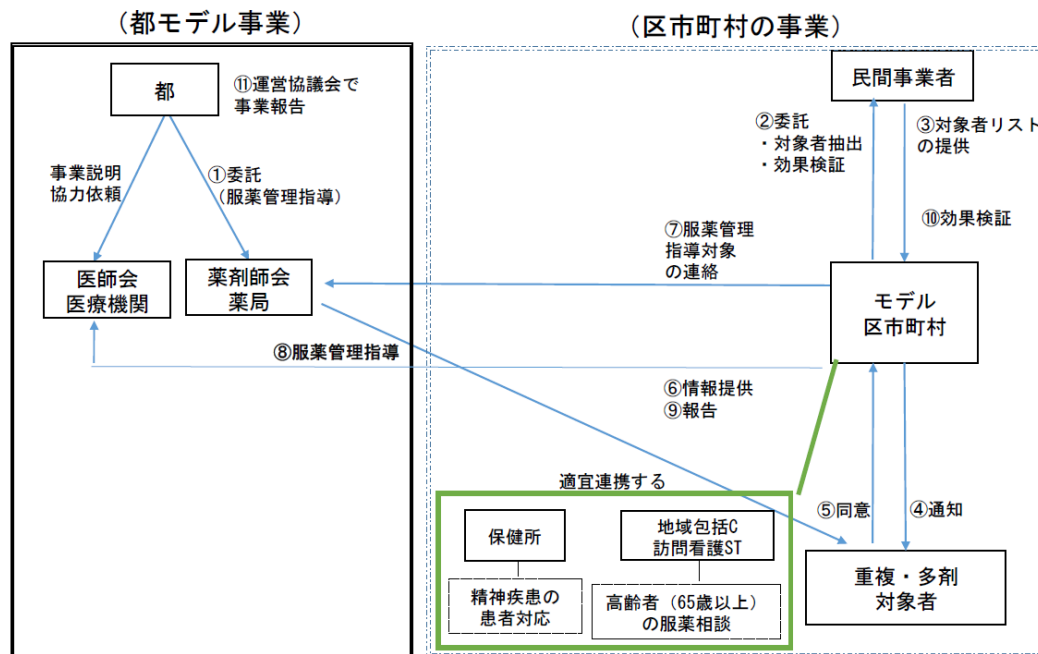 （都モデル事業）
（区市町村の事業）
都
⑪運営協議会で
事業報告
事業説明
協力依頼
①委託
（服薬管理指導）
医師会
医療機関
薬剤師会
薬局
民間事業者
②委託
・対象者抽出
・効果検証
③対象者リスト
の提供
⑩効果検証
⑦服薬管理
指導対象
の連絡
モデル
区市町村
⑧服薬管理指導
⑥情報提供
⑨報告
適宜連携する
⑤同意
④通知
保健所
地域包括C
訪問看護ST
精神疾患の
患者対応
高齢者（65歳以上）
の服薬相談
重複・多剤
対象者